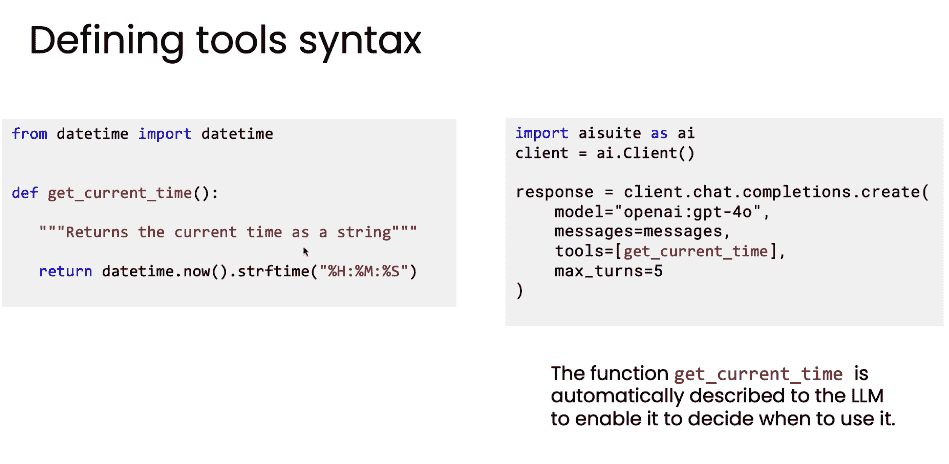 Defining tools syntax
from datetime import datetime
def get_current_time():
"""Returns the current time as a string"""
return datetime.now().strftime("%H:%M:%S")
import aisuite as ai
client = ai.Client()
response = client.chat.completions.create(
model="openai:gpt-4o",
messages=messages,
tools=[get_current_time],
max_turns=5
)
The function get_current_time is
automatically described to the LLM
to enable it to decide when to use it.